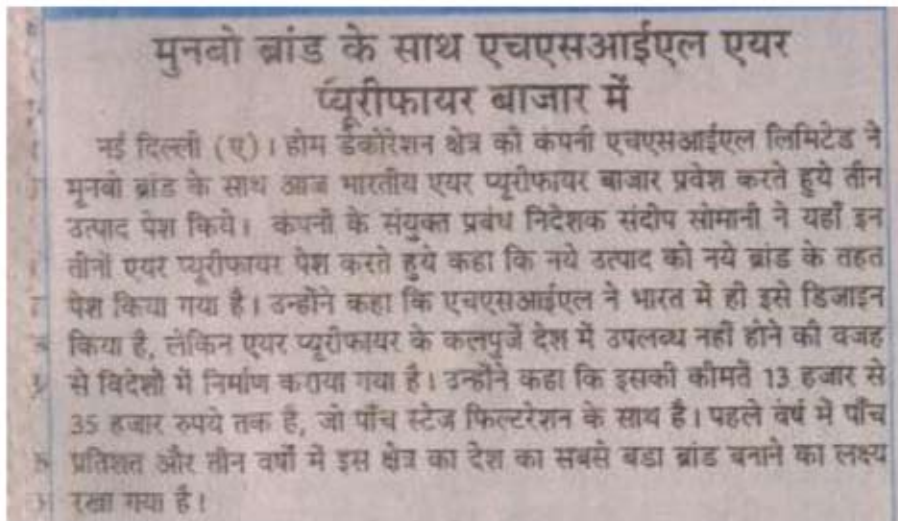 मुनबो ब्रांड के साथ एचएसआईएल एयर
प्यूरीफायर बाजार में
नई दिल्ली (ए)। होम डेकोरेशन क्षेत्र की कंपनी एचएसआईएल लिमिटेड ने
मूनबो ब्रांड के साथ आज भारतीय एयर प्यूरीफायर बाजार प्रवेश करते हुये तीन
उत्पाद पेश किये। कंपनी के संयुक्त प्रबंध निदेशक संदीप सोमानी ने यहाँ इन
तीनों एयर प्यूरीफायर पेश करते हुये कहा कि नये उत्पाद को नये ब्रांड के तहत
पेश किया गया है। उन्होंने कहा कि एचएसआईएल ने भारत में ही इसे डिजाइन
किया है, लेकिन एयर प्यूरीफायर के कलपुर्जे देश में उपलब्ध नहीं होने की वजह
से विदेशों में निर्माण कराया गया है। उन्होंने कहा कि इसकी कीमतें 13 हजार से
35 हजार रुपये तक है, जो पाँच स्टेज फिल्टरेशन के साथ है। पहले वर्ष में पाँच
प्रतिशत और तीन वर्षों में इस क्षेत्र का देश का सबसे बडा ब्रांड बनाने का लक्ष्य
रखा गया है।